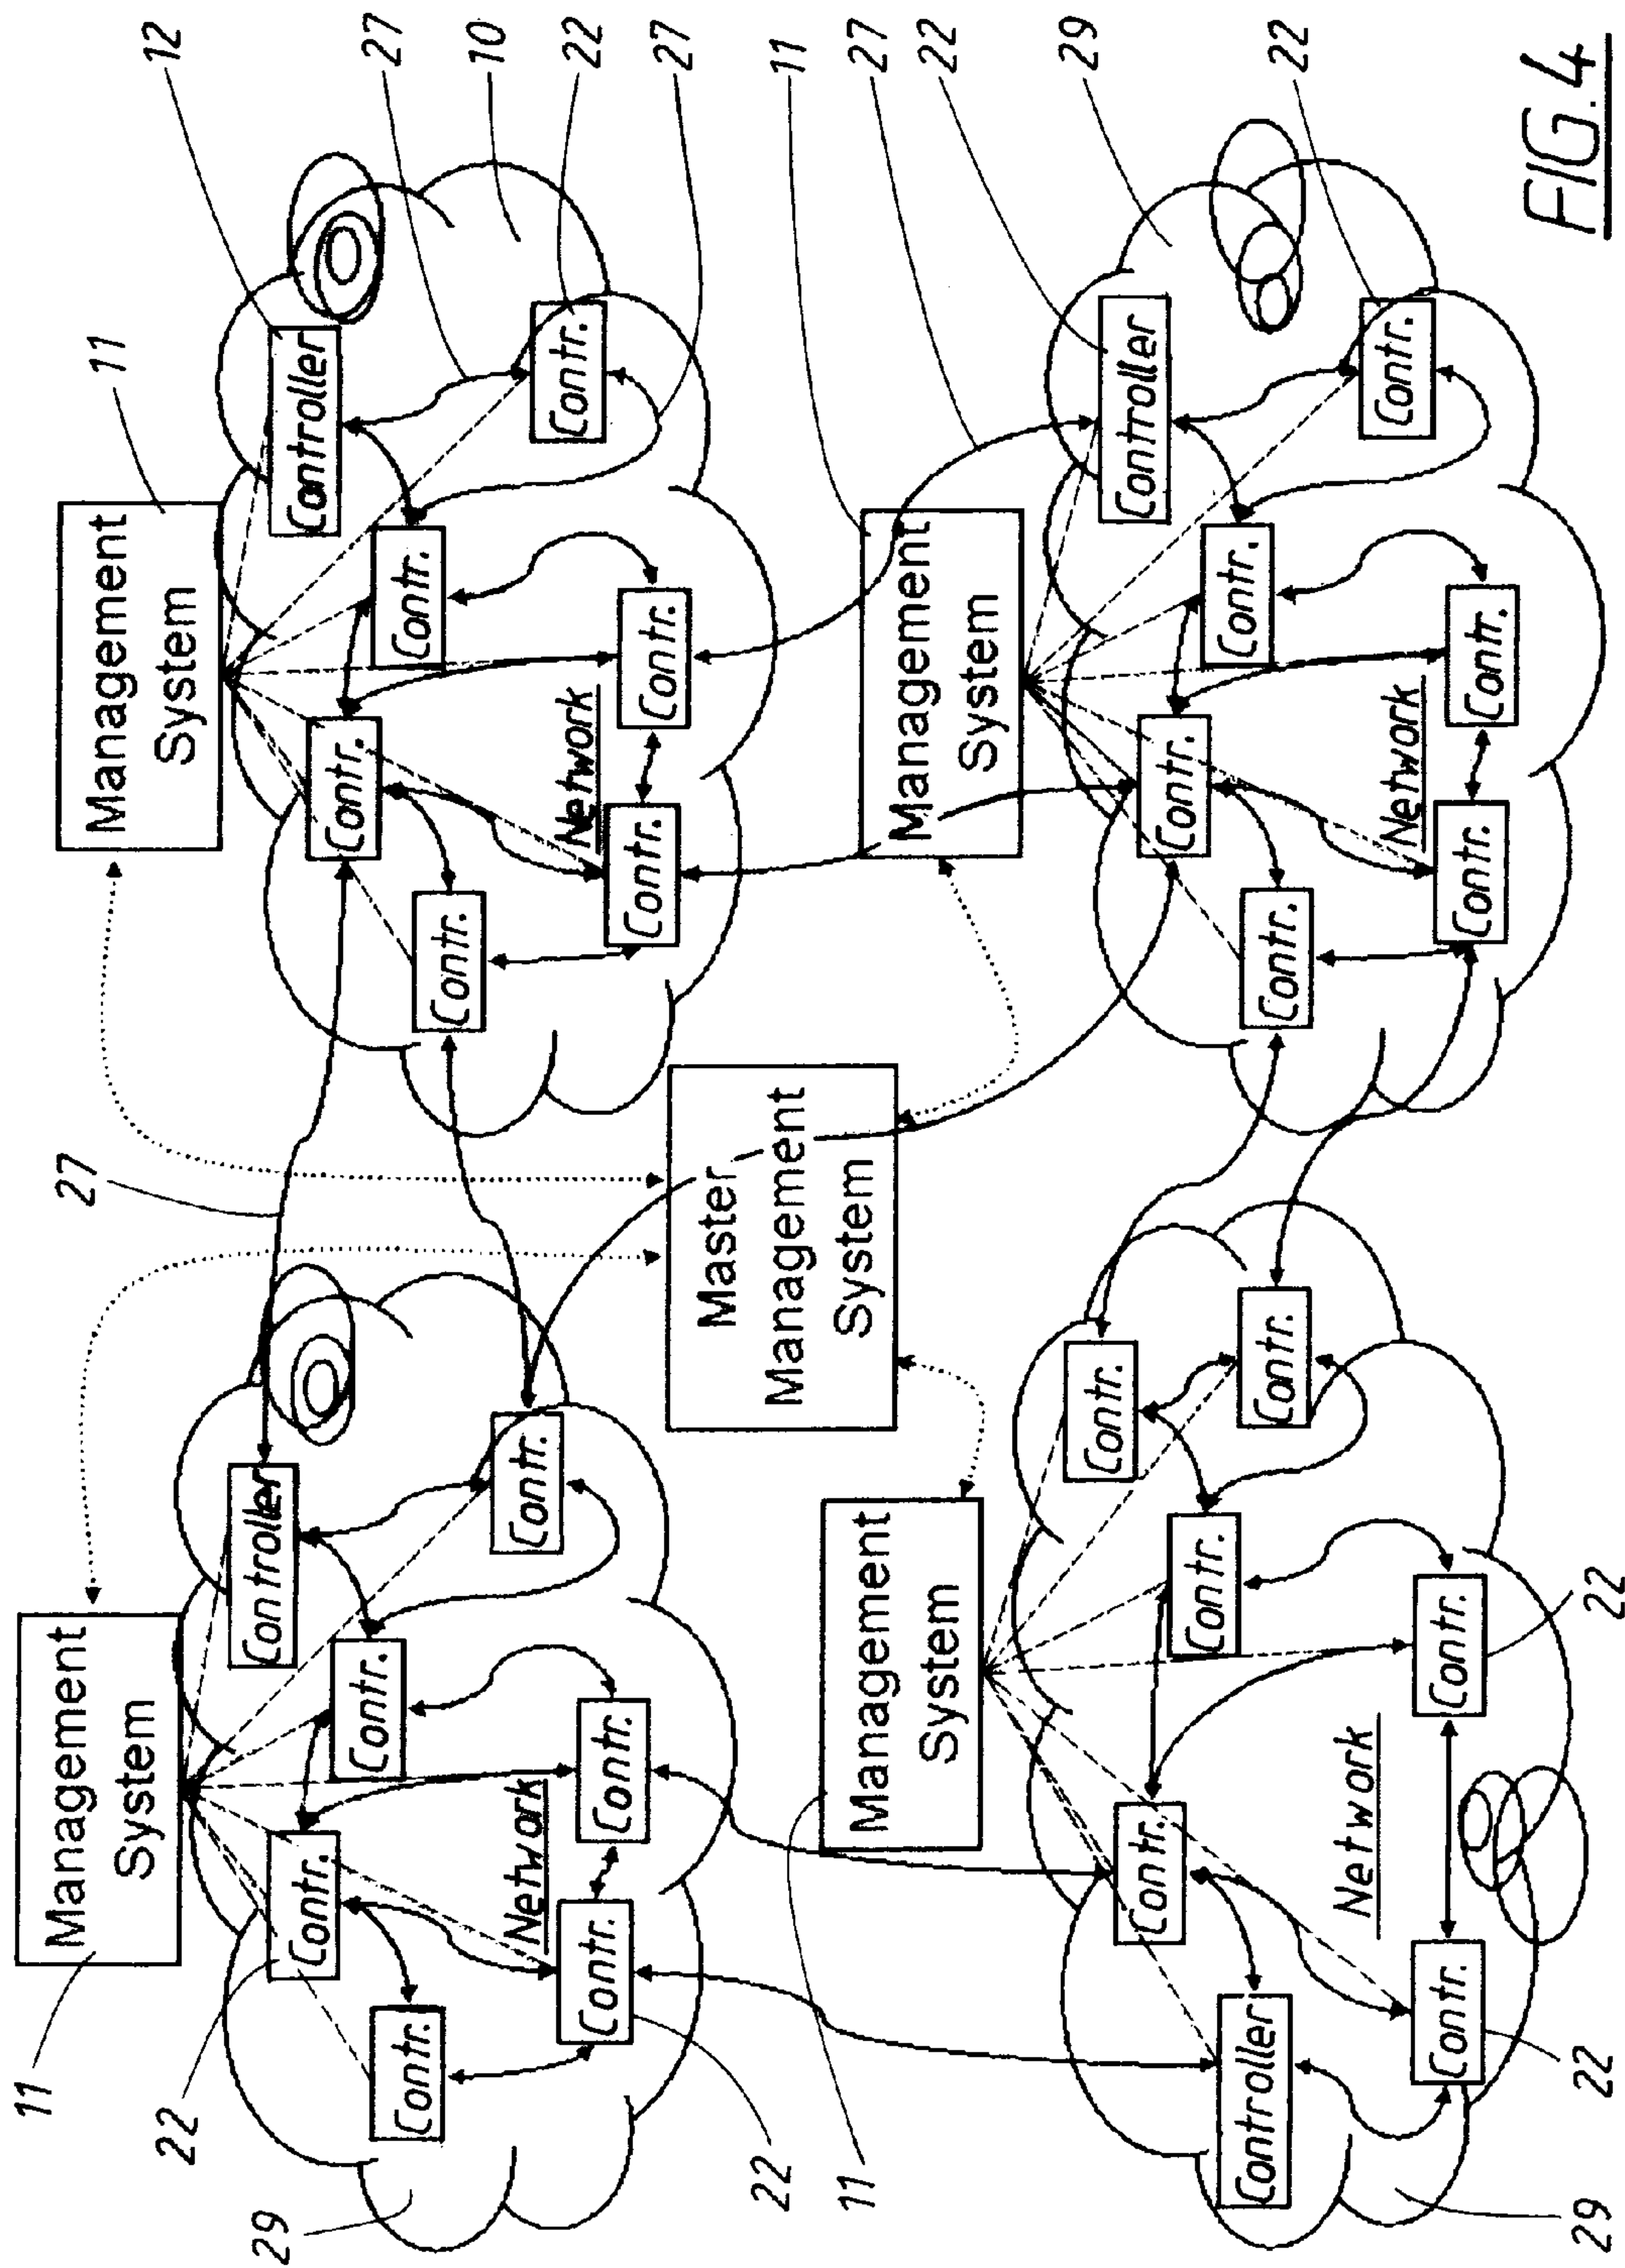 11
Management
System
22
29
Controller
Contr.
Contr.
Contr.
Network
Contr.
Contr.
Contr.
22
27
Management
System
11
12
Controller
27
Contr.
Contr.
Contr.
10
Network
Contr.
22
Contr.
Contr.
27
Master
Management
System
11
Management
System
Contr.
Contr.
Contr.
Controller
Contr.
Network
Contr.
Contr.
22
22
29
11
Management
System
27
22
Controller
29
Contr.
Contr.
Contr.
Network
Contr.
22
Contr.
Contr.
FIG. 4